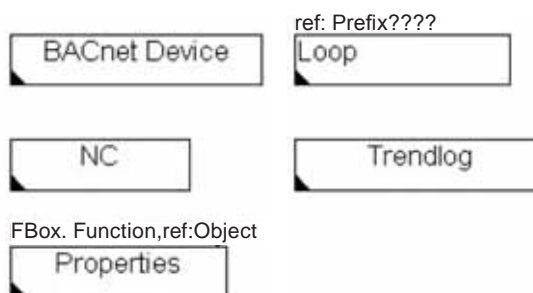 ref: Prefix????
BACnet Device
Loop
NC
Trendlog
FBox. Function,ref:Object
Properties